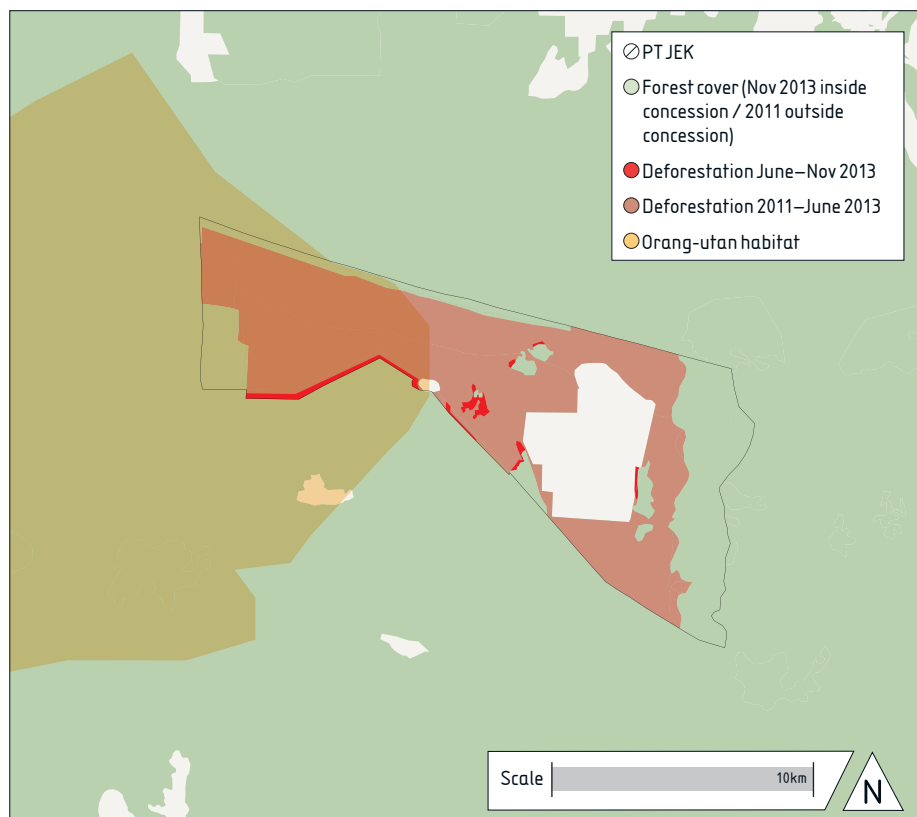 PT JEK
Forest cover (Nov 2013 inside
concession / 2011 outside
concession)
Deforestation June–Nov 2013
Deforestation 2011–June 2013
Orang-utan habitat
Scale
10km
N